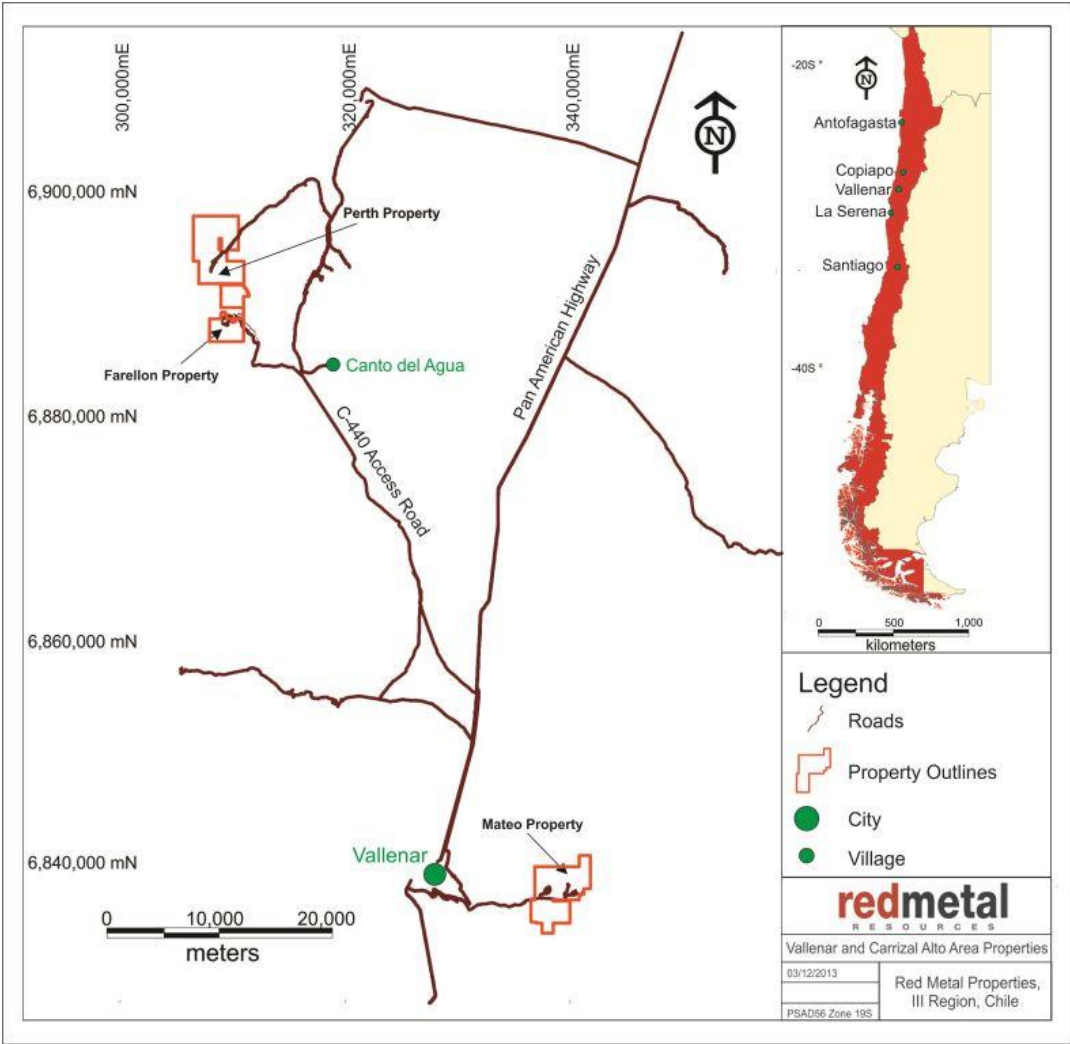 300,000mE
320,000mE
340,000mE
N
6,900,000 mN
Perth Property
Farellon Property
Canto del Agua
6,880,000 mN
C-440 Access Road
Pan American Highway
6,860,000 mN
Mateo Property
Vallenar
6,840,000 mN
0 10,000 20,000
meters
-20S °
N
Antofagasta
Copiapo
Vallenar
La Serena
Santiago
-40S °
0 500 1,000
kilometers
Legend
Roads
Property Outlines
City
Village
redmetal
RESOURCES
Vallenar and Carrizal Alto Area Properties
03/12/2013
Red Metal Properties,
III Region, Chile
PSAD56 Zone 19S